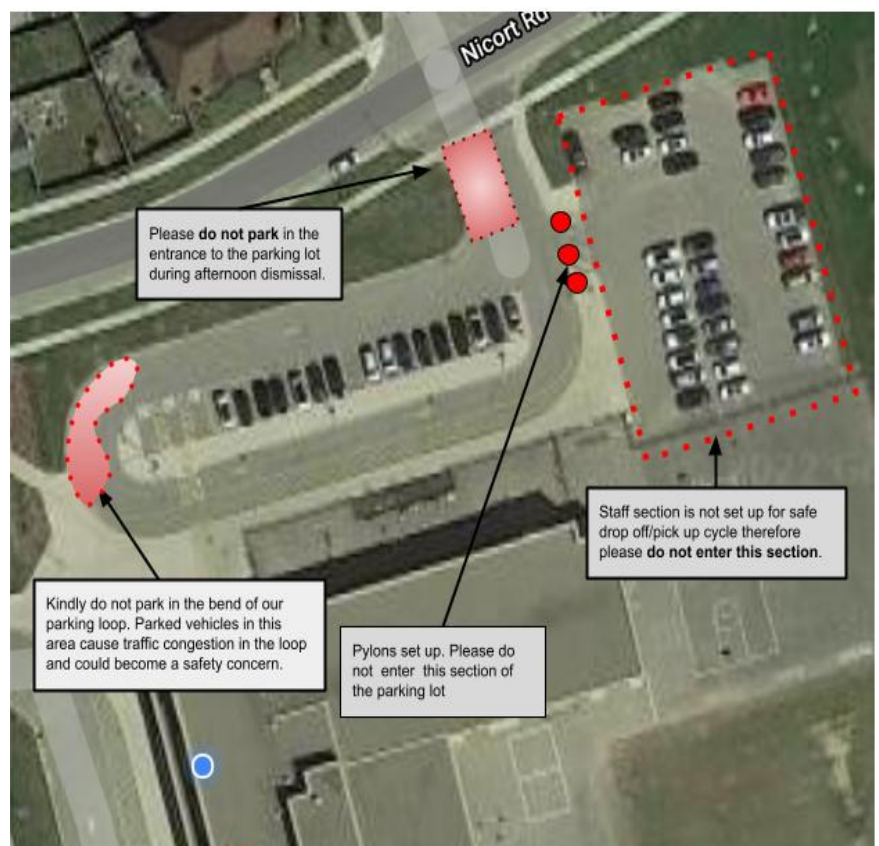 Nicort Rd
Please do not park in the
entrance to the parking lot
during afternoon dismissal.
Staff section is not set up for safe
drop off/pick up cycle therefore
please do not enter this section.
Kindly do not park in the bend of our
parking loop. Parked vehicles in this
area cause traffic congestion in the loop
and could become a safety concern.
Pylons set up. Please do
not enter this section of
the parking lot